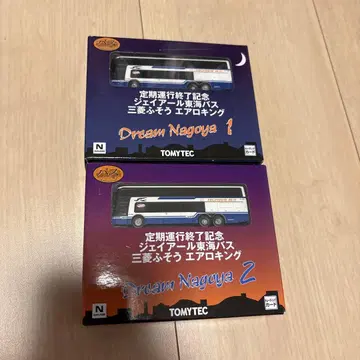 定期運行終了記念
ジェイアール東海バス
三菱ふそう エアロキング
Dream Nagoya 1
N
TOMYTEC
定期運行終了記念
ジェイアール東海バス
三菱ふそう エアロキング
Dream Nagoya 2
N
TOMYTEC